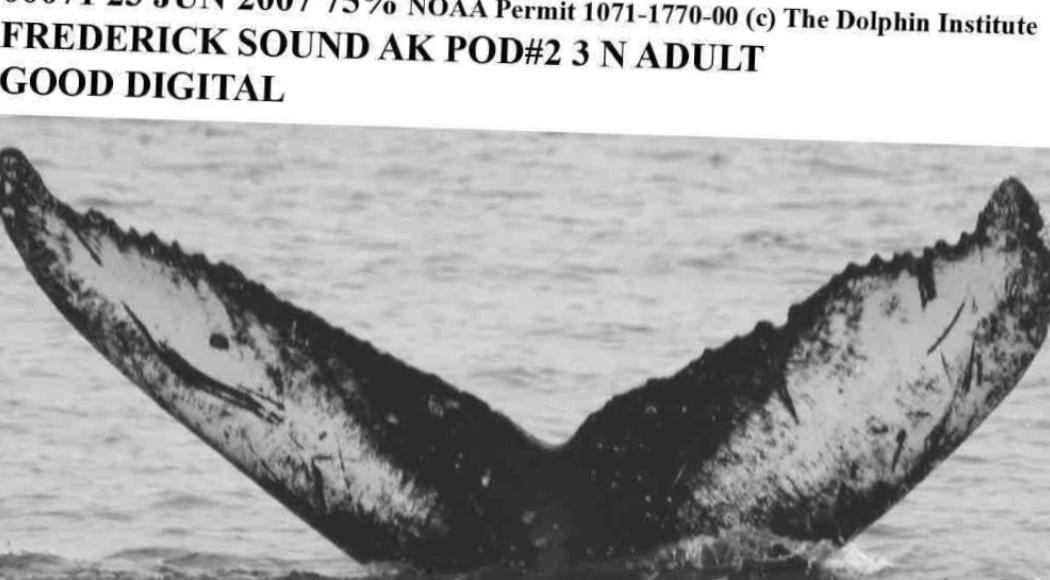 23 JUN 2007 75% NOAA Permit 1071-1770-00 (c) The Dolphin Institute
FREDERICK SOUND AK POD#2 3 N ADULT
GOOD DIGITAL